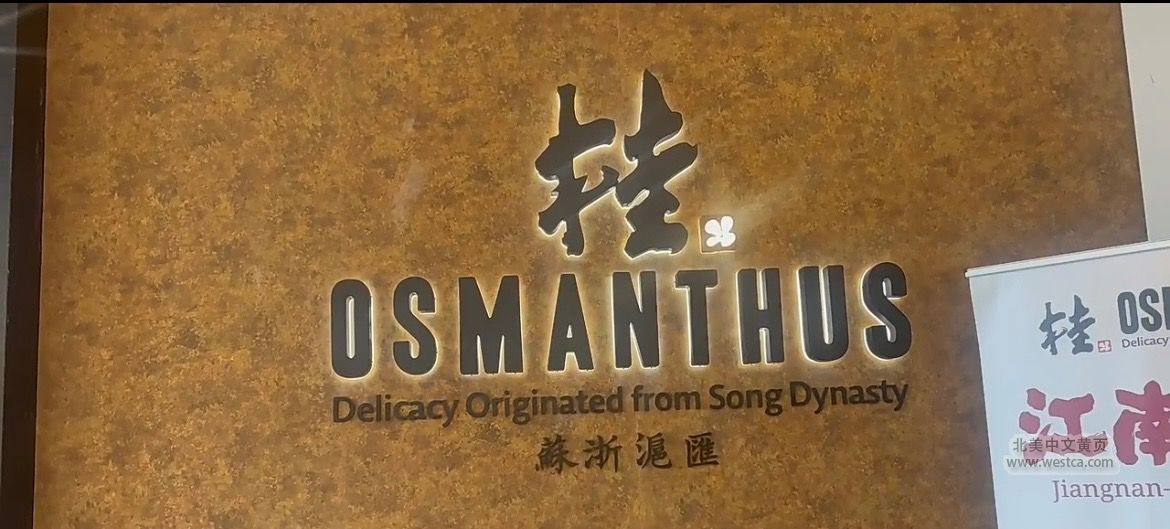 桂
OSMANTHUS
Delicacy Originated from Song Dynasty
蘇浙滬匯
桂
OSM
Delicacy
江南
Jiangnan-
北美中文黄页
www.westca.com